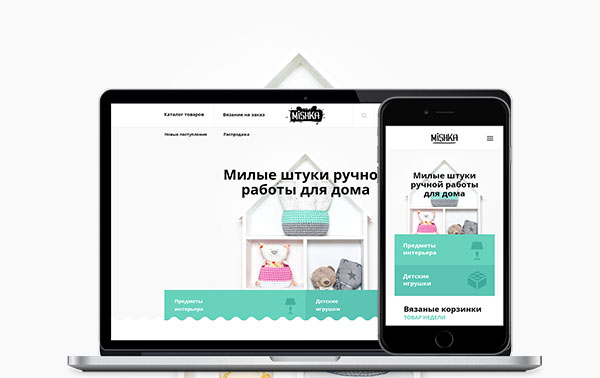 Каталог товаров
Вязание на заказ
MiSHKA
Новые поступления
Распродажа
Милые штуки ручно
работы для дома
Предметы
интерьера
Детские
игрушки
MiSHKA
Милые штуки
ручной работы
для дома
Предметы
интерьера
Детские
игрушки
Вязаные корзинки
ТОВАР НЕДЕЛИ